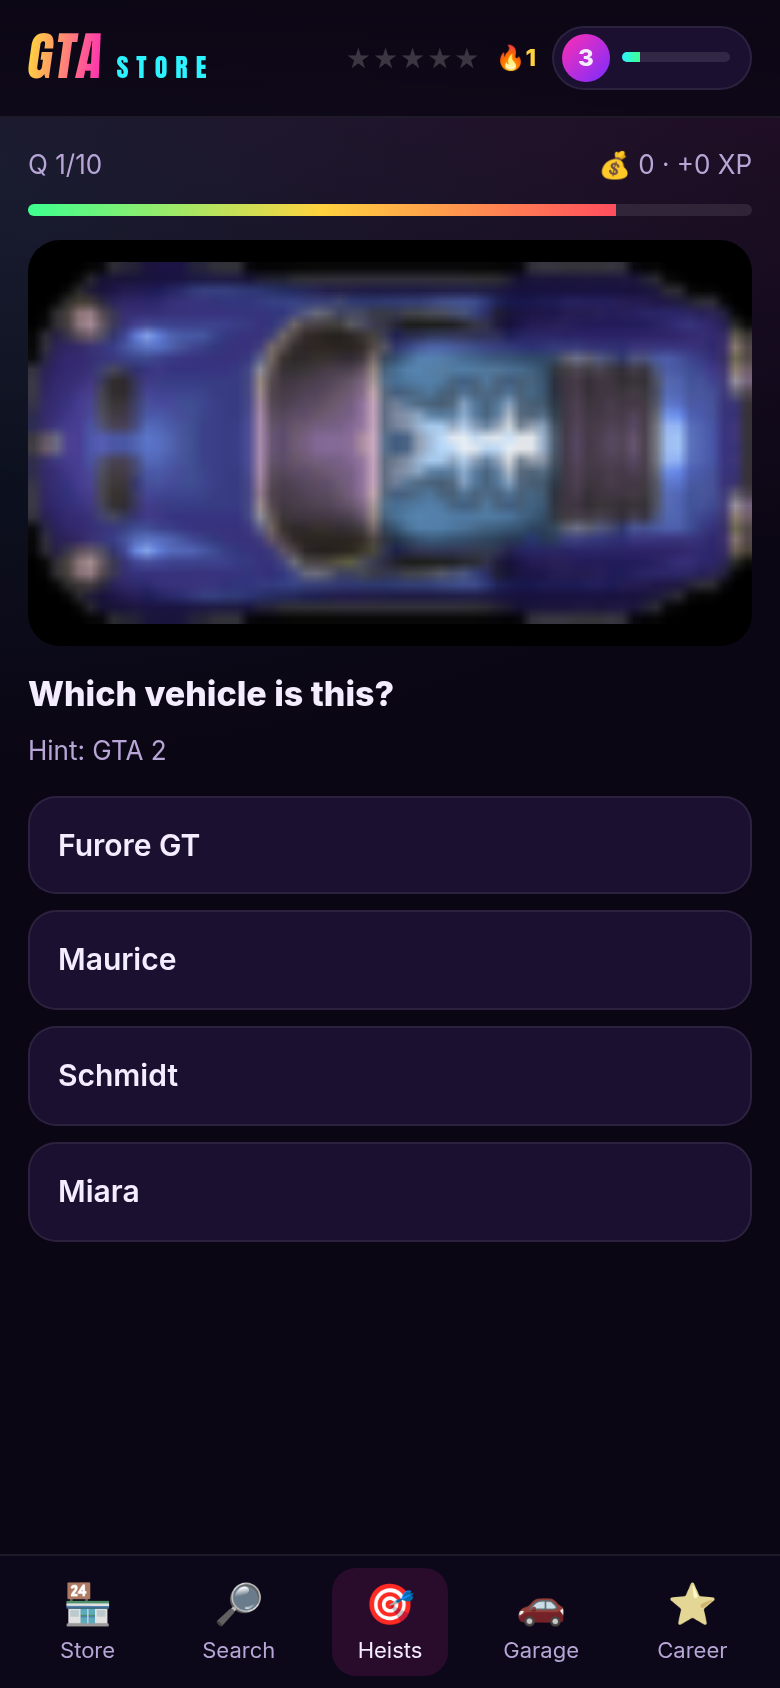 GTA STORE ★★★★★ 🔥1 3
Q 1/10 💰 0 · +0 XP
Which vehicle is this?
Hint: GTA 2
Furore GT
Maurice
Schmidt
Miara
Store Search Heists Garage Career